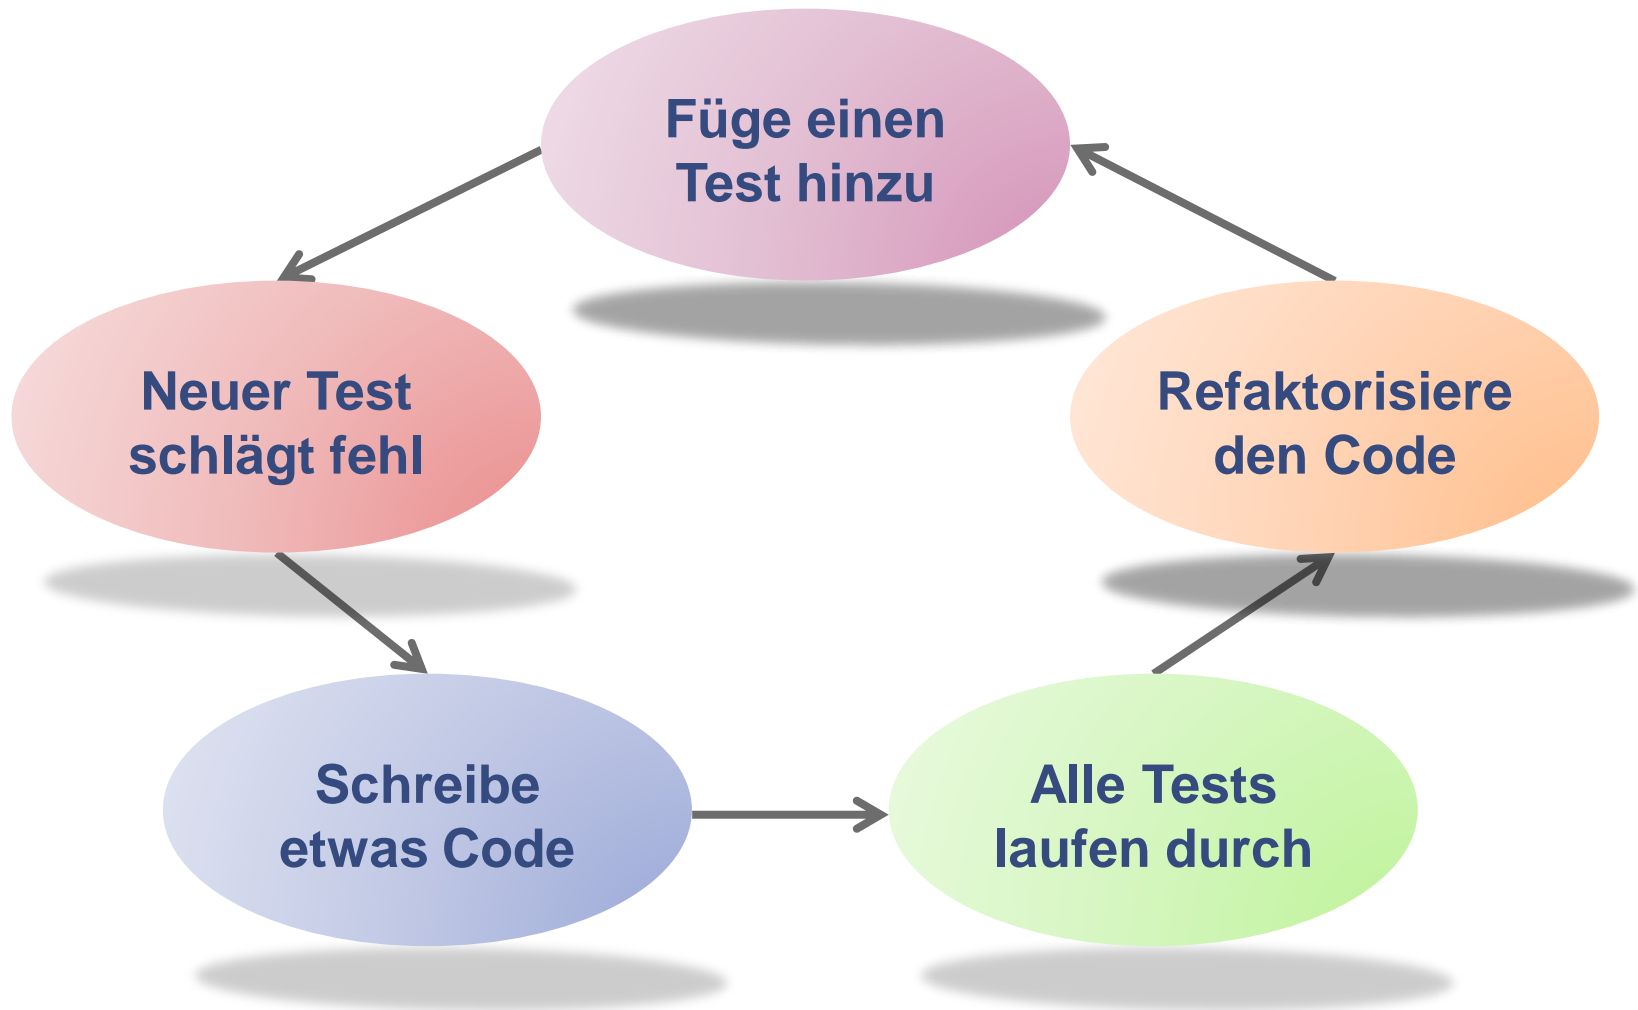 Füge einen
Test hinzu
Neuer Test
schlägt fehl
Refaktorisiere
den Code
Schreibe
etwas Code
Alle Tests
laufen durch